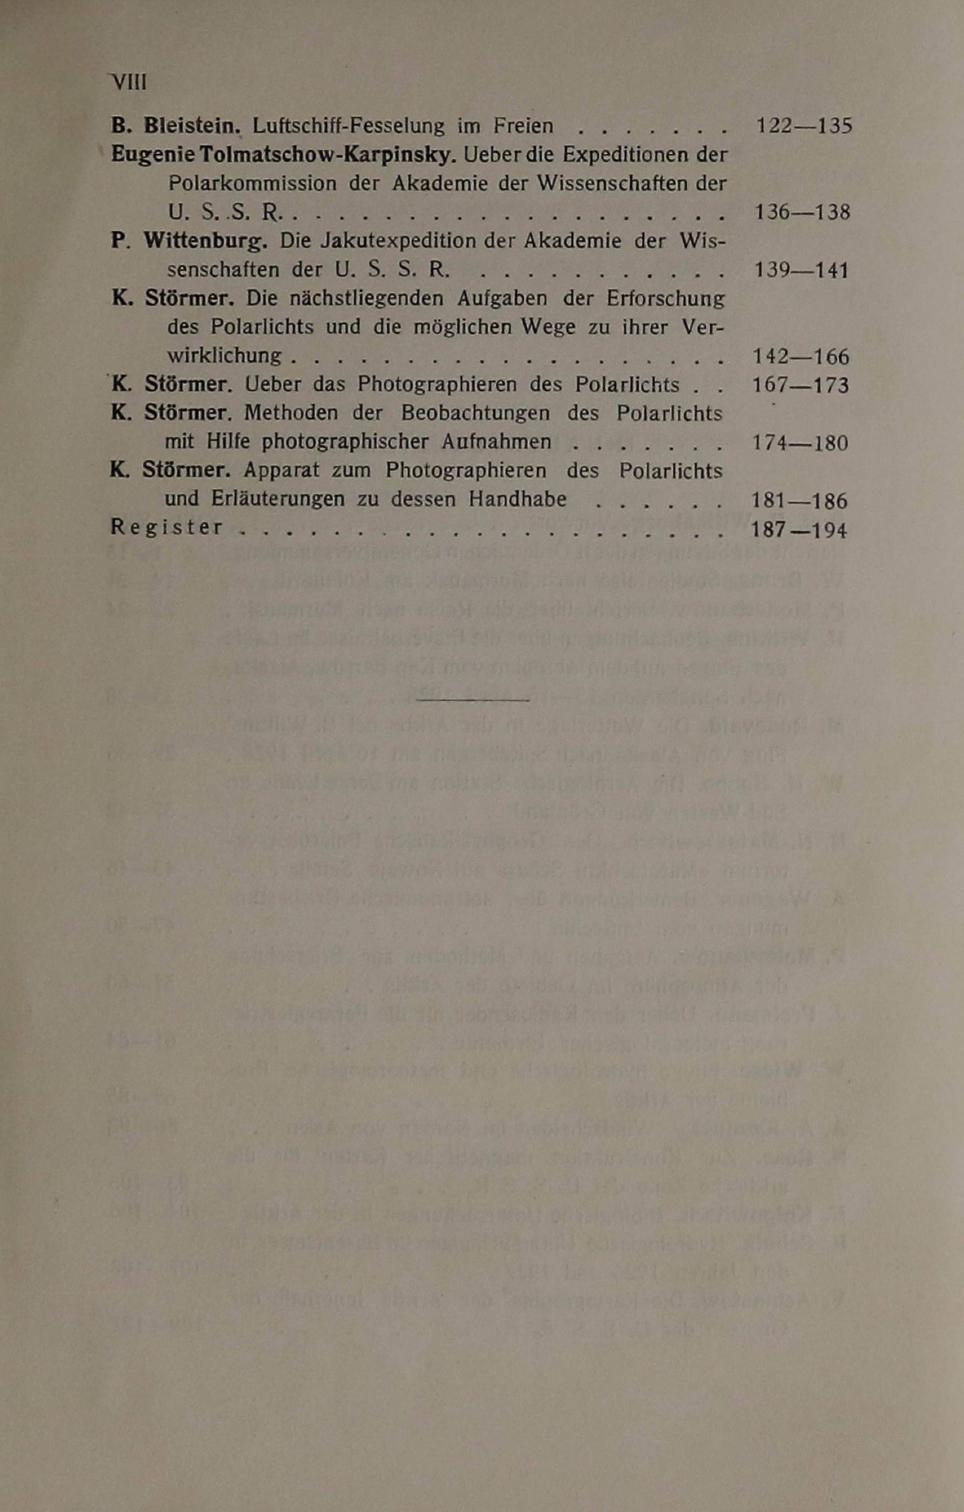 VIII
B. Bleistein. Luftschiff-Fesselung im Freien . . . . . . . 122—135
Eugenie Tolmatschow-Karpinsky. Ueber die Expeditionen der
Polarkommission der Akademie der Wissenschaften der
U. S. S. R. . . . . . . . . . . . . . . . . . . . 136—138
P. Wittenburg. Die Jakutexpedition der Akademie der Wis-
senschaften der U. S. S. R. . . . . . . . . . . . 139—141
K. Störmer. Die nächstliegenden Aufgaben der Erforschung
des Polarlichts und die möglichen Wege zu ihrer Ver-
wirklichung . . . . . . . . . . . . . . . . . . . 142—166
K. Störmer. Ueber das Photographieren des Polarlichts . . 167—173
K. Störmer. Methoden der Beobachtungen des Polarlichts
mit Hilfe photographischer Aufnahmen . . . . . . . 174—180
K. Störmer. Apparat zum Photographieren des Polarlichts
und Erläuterungen zu dessen Handhabe . . . . . . 181—186
Register . . . . . . . . . . . . . . . . . . . . . 187—194